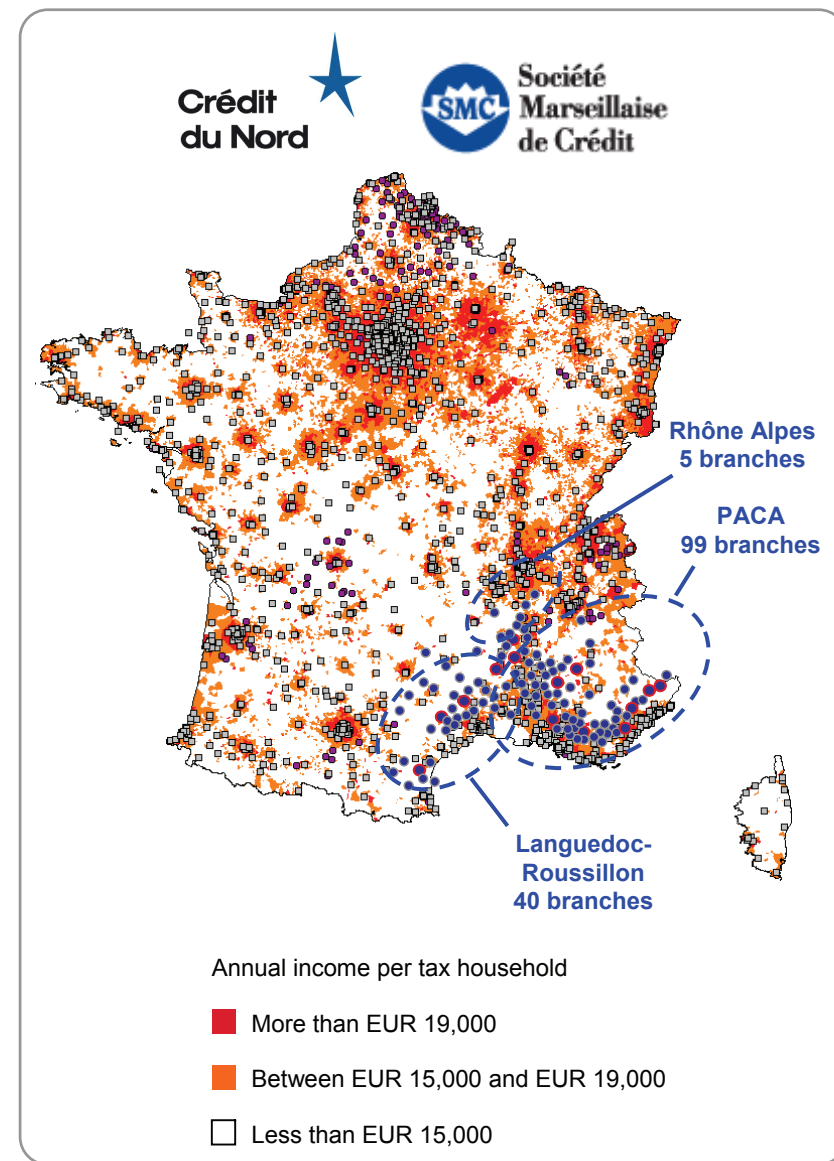 Crédit
du Nord
SMC
Société
Marseillaise
de Crédit
Rhône Alpes
5 branches
PACA
99 branches
Languedoc-
Roussillon
40 branches
Annual income per tax household
More than EUR 19,000
Between EUR 15,000 and EUR 19,000
Less than EUR 15,000